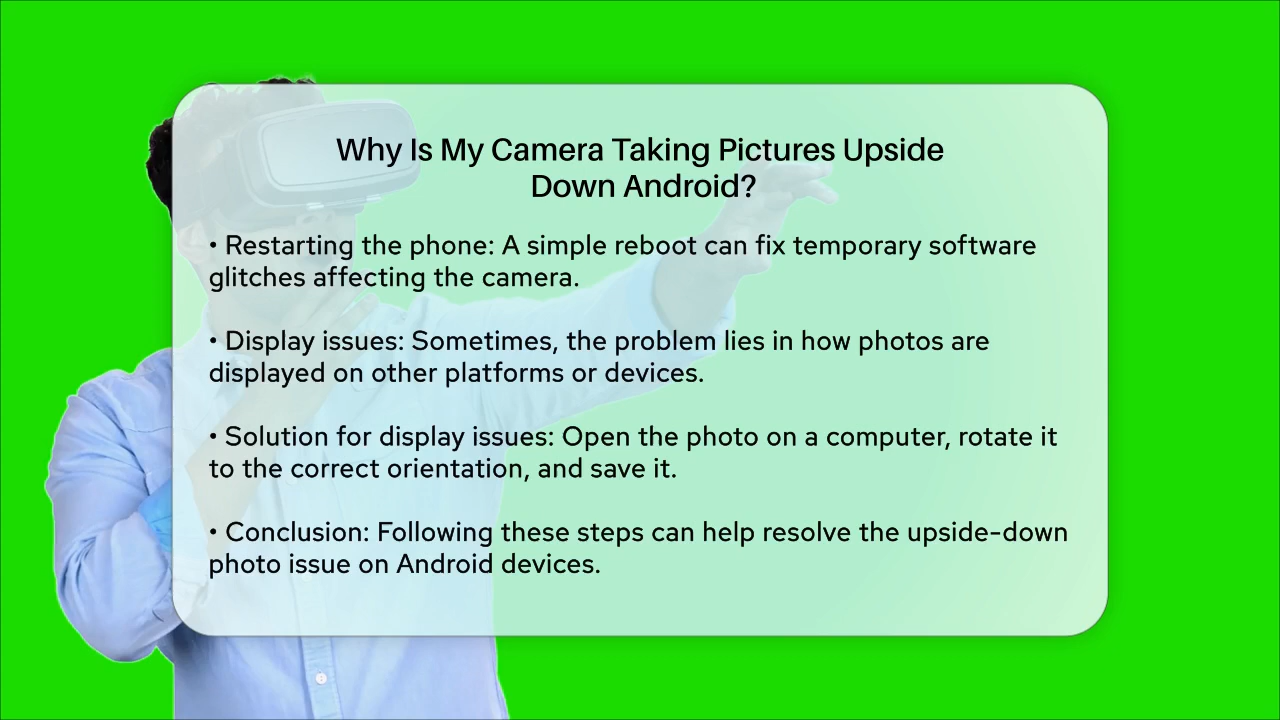 Why Is My Camera Taking Pictures Upside
Down Android?
• Restarting the phone: A simple reboot can fix temporary software
glitches affecting the camera.
• Display issues: Sometimes, the problem lies in how photos are
displayed on other platforms or devices.
• Solution for display issues: Open the photo on a computer, rotate it
to the correct orientation, and save it.
• Conclusion: Following these steps can help resolve the upside-down
photo issue on Android devices.